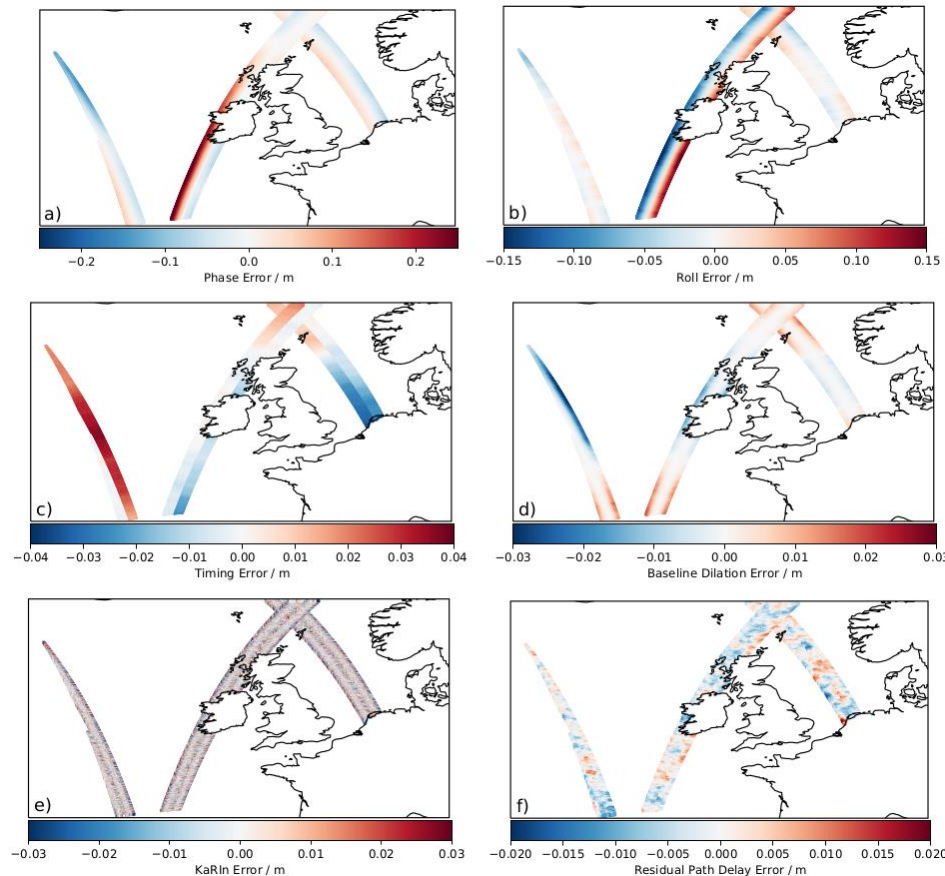 a)
b)
−0.2 −0.1 0.0 0.1 0.2
Phase Error / m
−0.15 −0.10 −0.05 0.00 0.05 0.10 0.15
Roll Error / m
c)
d)
−0.04 −0.03 −0.02 −0.01 0.00 0.01 0.02 0.03 0.04
Timing Error / m
−0.03 −0.02 −0.01 0.00 0.01 0.02 0.03
Baseline Dilation Error / m
e)
f)
−0.03 −0.02 −0.01 0.00 0.01 0.02 0.03
KaRIn Error / m
−0.020 −0.015 −0.010 −0.005 0.000 0.005 0.010 0.015 0.020
Residual Path Delay Error / m